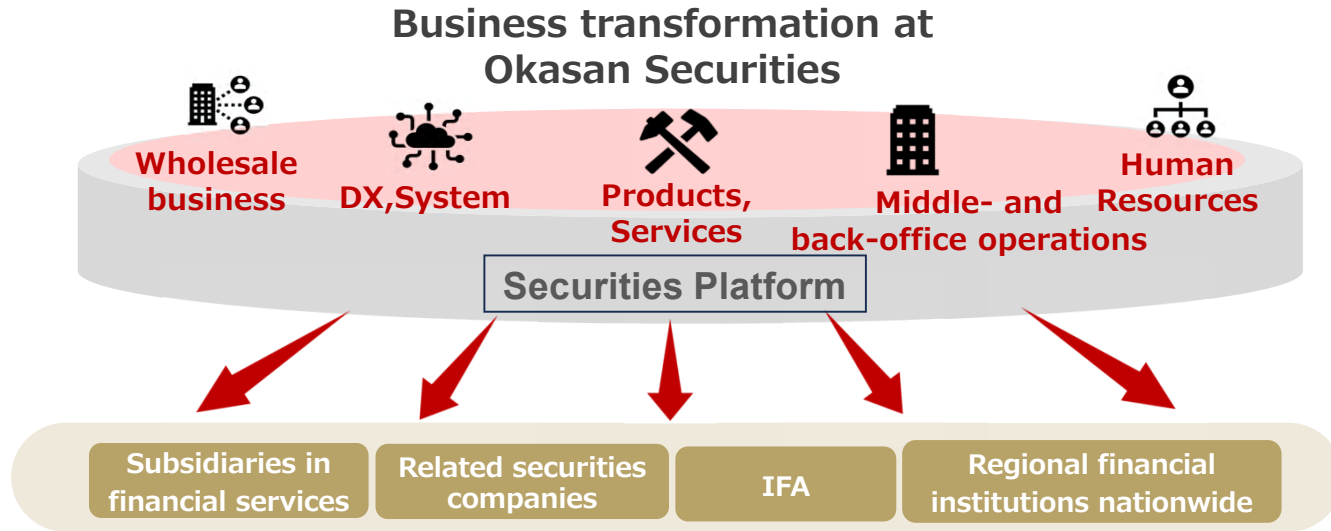 Business transformation at
Okasan Securities
Wholesale
business
DX,System
Products,
Services
Middle- and
back-office operations
Human
Resources
Securities Platform
Subsidiaries in
financial services
Related securities
companies
IFA
Regional financial
institutions nationwide